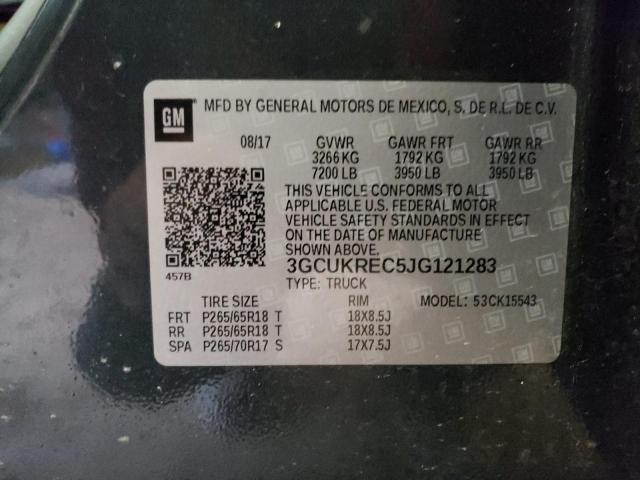 GM
MFD BY GENERAL MOTORS DE MEXICO, S. DE R.L. DE C.V.
08/17 GVWR GAWR FRT GAWR RR
3266 KG 1792 KG 1792 KG
7200 LB 3950 LB 3950 LB
THIS VEHICLE CONFORMS TO ALL
APPLICABLE U.S. FEDERAL MOTOR
VEHICLE SAFETY STANDARDS IN EFFECT
ON THE DATE OF MANUFACTURE
SHOWN ABOVE.
457B
3GCUKREC5JG121283
TYPE: TRUCK MODEL: 53CK15543
TIRE SIZE RIM
FRT P265/65R18 T 18X8.5J
RR P265/65R18 T 18X8.5J
SPA P265/70R17 S 17X7.5J